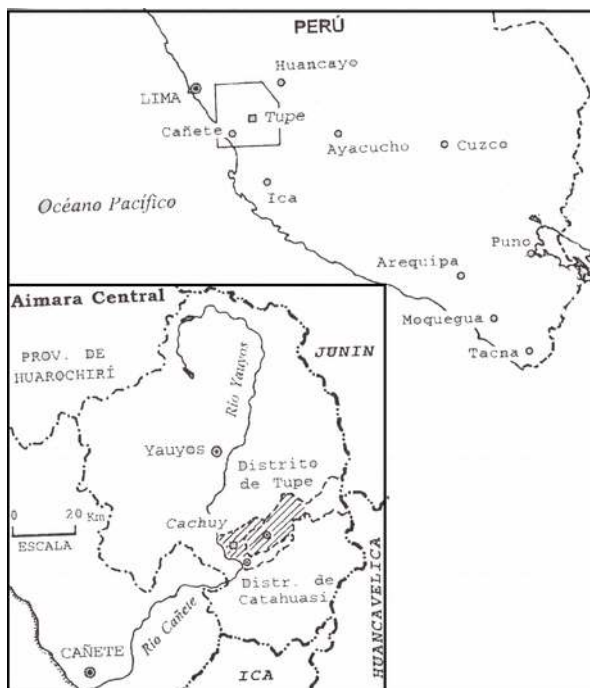 PERÚ
Huancayo
LIMA
Tupe
Cañete
Ayacucho
Cuzco
Ica
Océano Pacífico
Puno
Arequipa
Moquegua
Tacna
Aimara Central
PROV. DE
HUAROCHIRÍ
JUNIN
Río Yauyos
Yauyos
Distrito
de Tupe
0 20 Km
ESCALA
Cachuy
Distr. de
Catahuasi
HUANCAVELICA
Río Cañete
CAÑETE
ICA